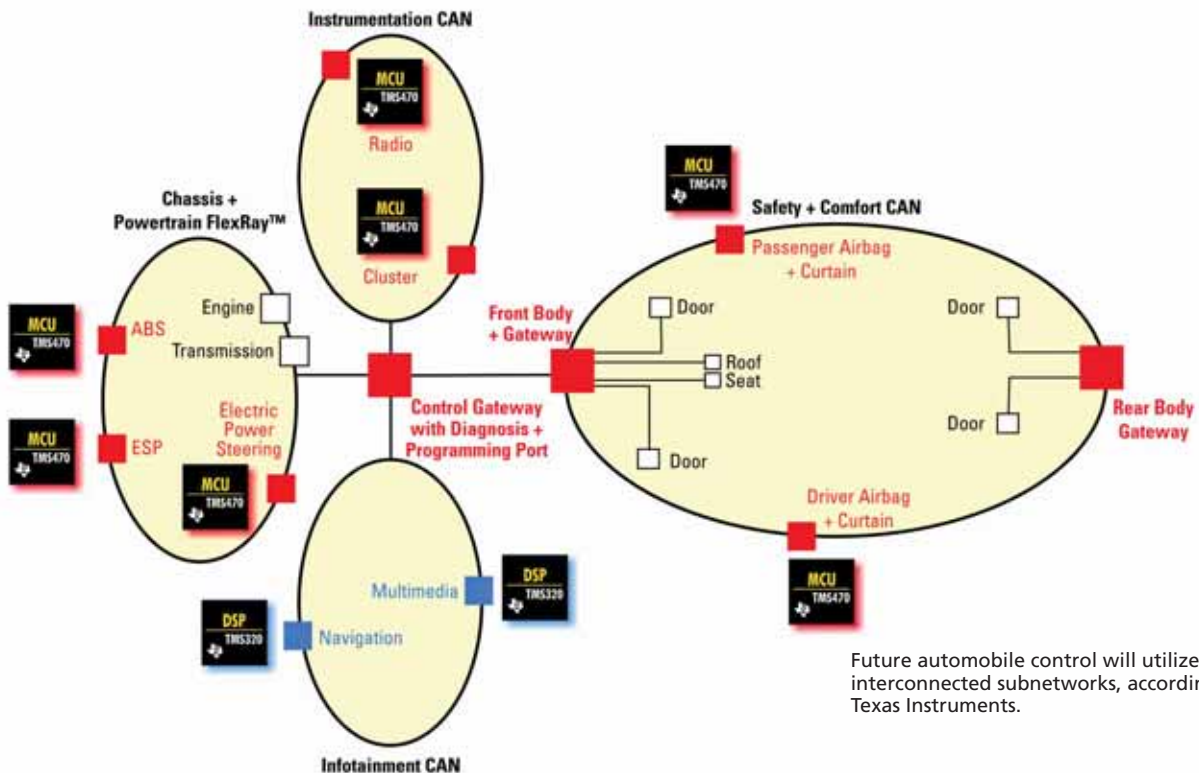 Instrumentation CAN
MCU
TMS470
Radio
MCU
TMS470
Cluster
Chassis +
Powertrain FlexRay™
Engine
Transmission
MCU
TMS470
ABS
MCU
TMS470
ESP
Electric
Power
Steering
MCU
TMS470
Control Gateway
with Diagnosis +
Programming Port
MCU
TMS470
Safety + Comfort CAN
Passenger Airbag
+ Curtain
Front Body
+ Gateway
Door
Roof
Seat
Door
Door
Door
Rear Body
Gateway
Driver Airbag
+ Curtain
MCU
TMS470
Multimedia
DSP
TMS320
DSP
TMS320
Navigation
Infotainment CAN
Future automobile control will utilize
interconnected subnetworks, accordin
Texas Instruments.